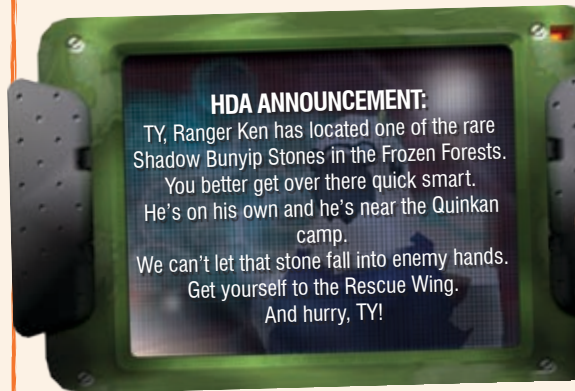 HDA ANNOUNCEMENT:
TY, Ranger Ken has located one of the rare
Shadow Bunyip Stones in the Frozen Forests.
You better get over there quick smart.
He’s on his own and he’s near the Quinkan
camp.
We can’t let that stone fall into enemy hands.
Get yourself to the Rescue Wing.
And hurry, TY!